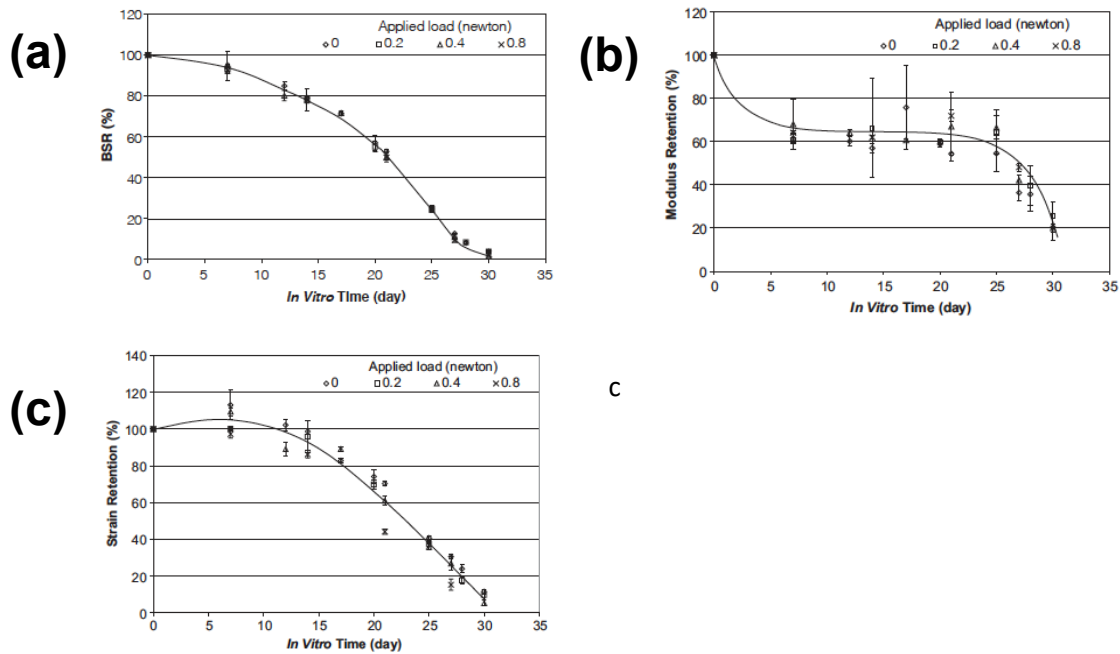 (a)
120
100
80
60
40
20
0
BSR (%)
Applied load (newton)
0 0.2 0.4 0.8
0 5 10 15 20 25 30 35
In Vitro TIme (day)
(b)
120
100
80
60
40
20
0
Modulus Retention (%)
Applied load (newton)
0 0.2 0.4 0.8
0 5 10 15 20 25 30 35
In Vitro Time (day)
(c)
140
120
100
80
60
40
20
0
Strain Retention (%)
Applied load (newton)
0 0.2 0.4 0.8
0 5 10 15 20 25 30 35
In Vitro Time (day)
c